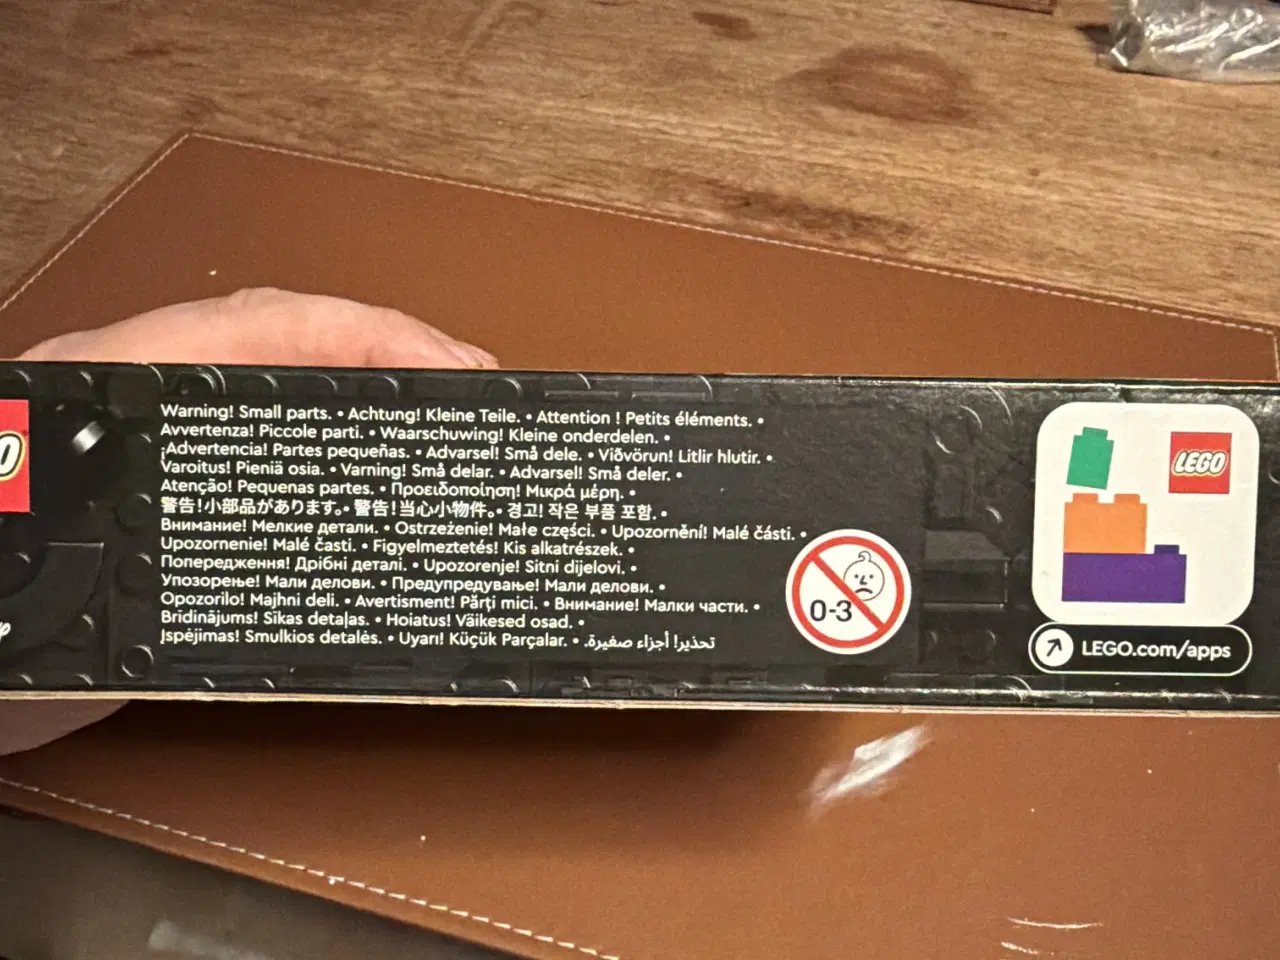 Warning! Small parts. • Achtung! Kleine Teile. • Attention ! Petits éléments. •
Avvertenza! Piccole parti. • Waarschuwing! Kleine onderdelen. •
¡Advertencia! Partes pequeñas. • Advarsel! Små dele. • Viðvörun! Litlir hlutir. •
Varoitus! Pieniä osia. • Varning! Små delar. • Advarsel! Små deler. •
Atenção! Pequenas partes. • Προειδοποίηση! Μικρά μέρη. •
警告!小部品があります。• 警告!当心小物件。• 경고! 작은 부품 포함. •
Внимание! Мелкие детали. • Ostrzeżenie! Małe części. • Upozornění! Malé části. •
Upozornenie! Malé časti. • Figyelmeztetés! Kis alkatrészek. •
Попередження! Дрібні деталі. • Upozorenje! Sitni dijelovi. •
Упозорење! Мали делови. • Предупредување! Мали делови. •
Opozorilo! Majhni deli. • Avertisment! Părți mici. • Внимание! Малки части. •
Brīdinājums! Sīkas detaļas. • Hoiatus! Väikesed osad. •
Įspėjimas! Smulkios detalės. • Uyarı! Küçük Parçalar. • تحذير! أجزاء صغيرة.
0-3
LEGO
LEGO.com/apps